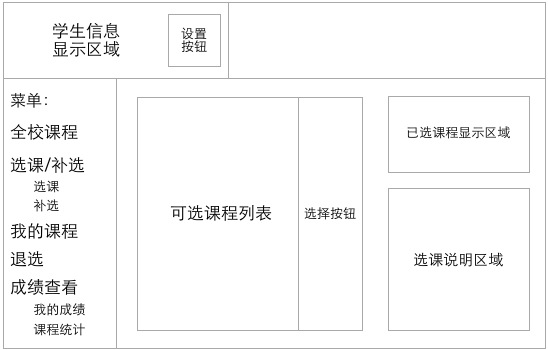 学生信息
显示区域
设置
按钮
菜单：
全校课程
选课/补选
选课
补选
我的课程
退选
成绩查看
我的成绩
课程统计
可选课程列表
选择按钮
已选课程显示区域
选课说明区域